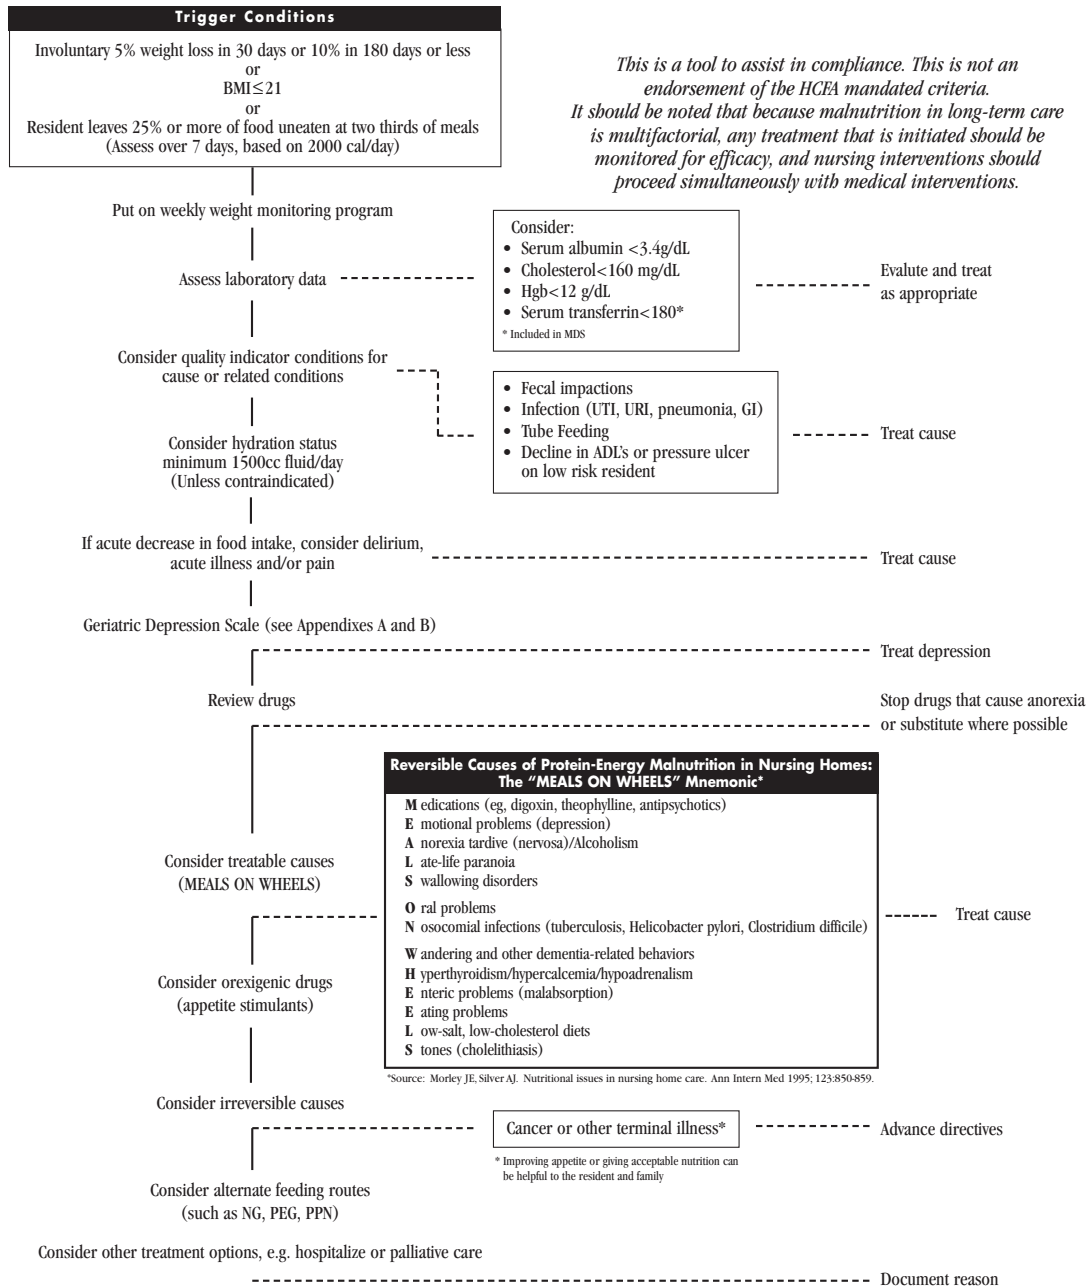 Trigger Conditions
Involuntary 5% weight loss in 30 days or 10% in 180 days or less
or
BMI≤21
or
Resident leaves 25% or more of food uneaten at two thirds of meals
(Assess over 7 days, based on 2000 cal/day)
This is a tool to assist in compliance. This is not an
endorsement of the HCFA mandated criteria.
It should be noted that because malnutrition in long-term care
is multifactorial, any treatment that is initiated should be
monitored for efficacy, and nursing interventions should
proceed simultaneously with medical interventions.
Put on weekly weight monitoring program
Assess laboratory data
Consider:
• Serum albumin <3.4g/dL
• Cholesterol<160 mg/dL
• Hgb<12 g/dL
• Serum transferrin<180*
* Included in MDS
Evalute and treat
as appropriate
Consider quality indicator conditions for
cause or related conditions
• Fecal impactions
• Infection (UTI, URI, pneumonia, GI)
• Tube Feeding
• Decline in ADL's or pressure ulcer
on low risk resident
Treat cause
Consider hydration status
minimum 1500cc fluid/day
(Unless contraindicated)
If acute decrease in food intake, consider delirium,
acute illness and/or pain
Treat cause
Geriatric Depression Scale (see Appendixes A and B)
Treat depression
Review drugs
Stop drugs that cause anorexia
or substitute where possible
Reversible Causes of Protein-Energy Malnutrition in Nursing Homes:
The “MEALS ON WHEELS” Mnemonic*
M edications (eg, digoxin, theophylline, antipsychotics)
E motional problems (depression)
A norexia tardive (nervosa)/Alcoholism
L ate-life paranoia
S wallowing disorders
O ral problems
N osocomial infections (tuberculosis, Helicobacter pylori, Clostridium difficile)
W andering and other dementia-related behaviors
H yperthyroidism/hypercalcemia/hypoadrenalism
E nteric problems (malabsorption)
E ating problems
L ow-salt, low-cholesterol diets
S tones (cholelithiasis)
*Source: Morley JE, Silver AJ. Nutritional issues in nursing home care. Ann Intern Med 1995; 123:850-859.
Consider treatable causes
(MEALS ON WHEELS)
Treat cause
Consider orexigenic drugs
(appetite stimulants)
Consider irreversible causes
Cancer or other terminal illness*
* Improving appetite or giving acceptable nutrition can
be helpful to the resident and family
Advance directives
Consider alternate feeding routes
(such as NG, PEG, PPN)
Consider other treatment options, e.g. hospitalize or palliative care
Document reason